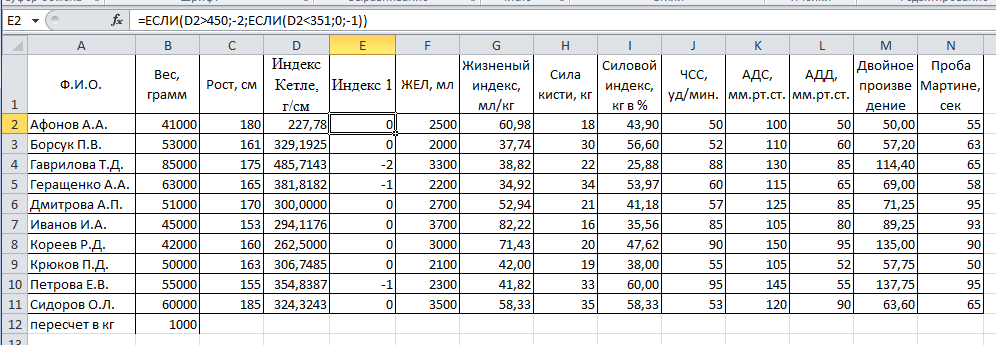 E2 fx =ЕСЛИ(D2>450;-2;ЕСЛИ(D2<351;0;-1))
A B C D E F G H I J K L M N
1 Ф.И.О. Вес, грамм Рост, см Индекс Кетле, г/см Индекс 1 ЖЕЛ, мл Жизненый индекс, мл/кг Сила кисти, кг Силовой индекс, кг в % ЧСС, уд/мин. АДС, мм.рт.ст. АДД, мм.рт.ст. Двойное произве дение Проба Мартине, сек
2 Афонов А.А. 41000 180 227,78 0 2500 60,98 18 43,90 50 100 50 50,00 55
3 Борсук П.В. 53000 161 329,1925 0 2000 37,74 30 56,60 52 110 60 57,20 63
4 Гаврилова Т.Д. 85000 175 485,7143 -2 3300 38,82 22 25,88 88 130 85 114,40 65
5 Геращенко А.А. 63000 165 381,8182 -1 2200 34,92 34 53,97 60 115 65 69,00 58
6 Дмитрова А.П. 51000 170 300,0000 0 2700 52,94 21 41,18 57 125 85 71,25 95
7 Иванов И.А. 45000 153 294,1176 0 3700 82,22 16 35,56 85 105 80 89,25 93
8 Кореев Р.Д. 42000 160 262,5000 0 3000 71,43 20 47,62 90 150 95 135,00 90
9 Крюков П.Д. 50000 163 306,7485 0 2100 42,00 19 38,00 55 105 52 57,75 50
10 Петрова Е.В. 55000 155 354,8387 -1 2300 41,82 33 60,00 95 145 55 137,75 95
11 Сидоров О.Л. 60000 185 324,3243 0 3500 58,33 35 58,33 53 120 90 63,60 65
12 пересчет в кг 1000
13